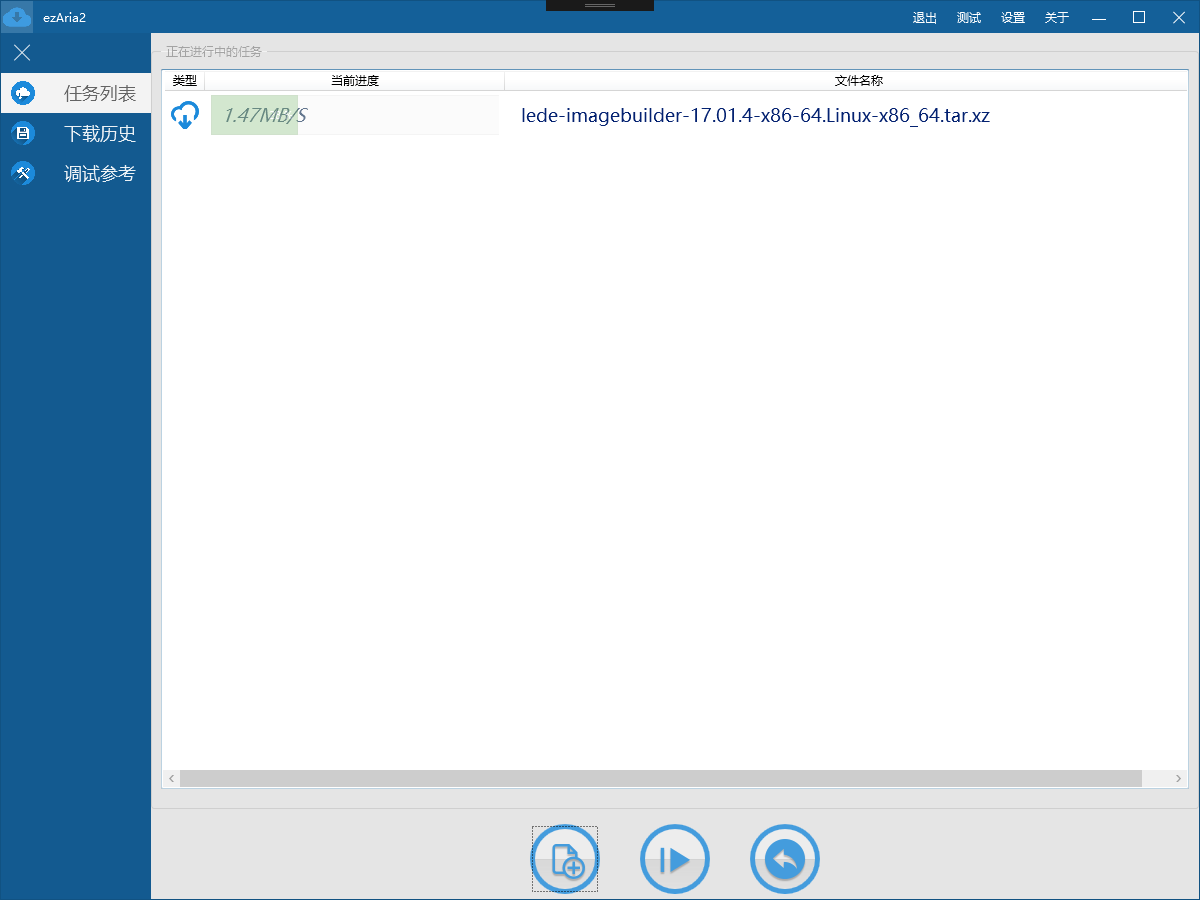 ezAria2
退出 测试 设置 关于
任务列表
下载历史
调试参考
正在进行中的任务
类型 当前进度 文件名称
1.47MB/S lede-imagebuilder-17.01.4-x86-64.Linux-x86_64.tar.xz